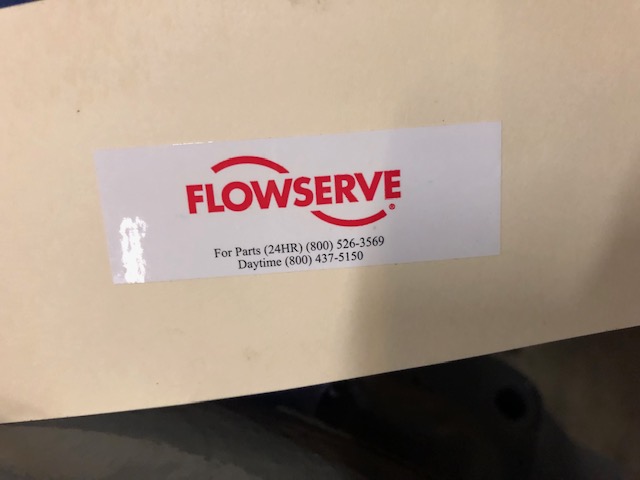 FLOWSERVE®
For Parts (24HR) (800) 526-3569
Daytime (800) 437-5150